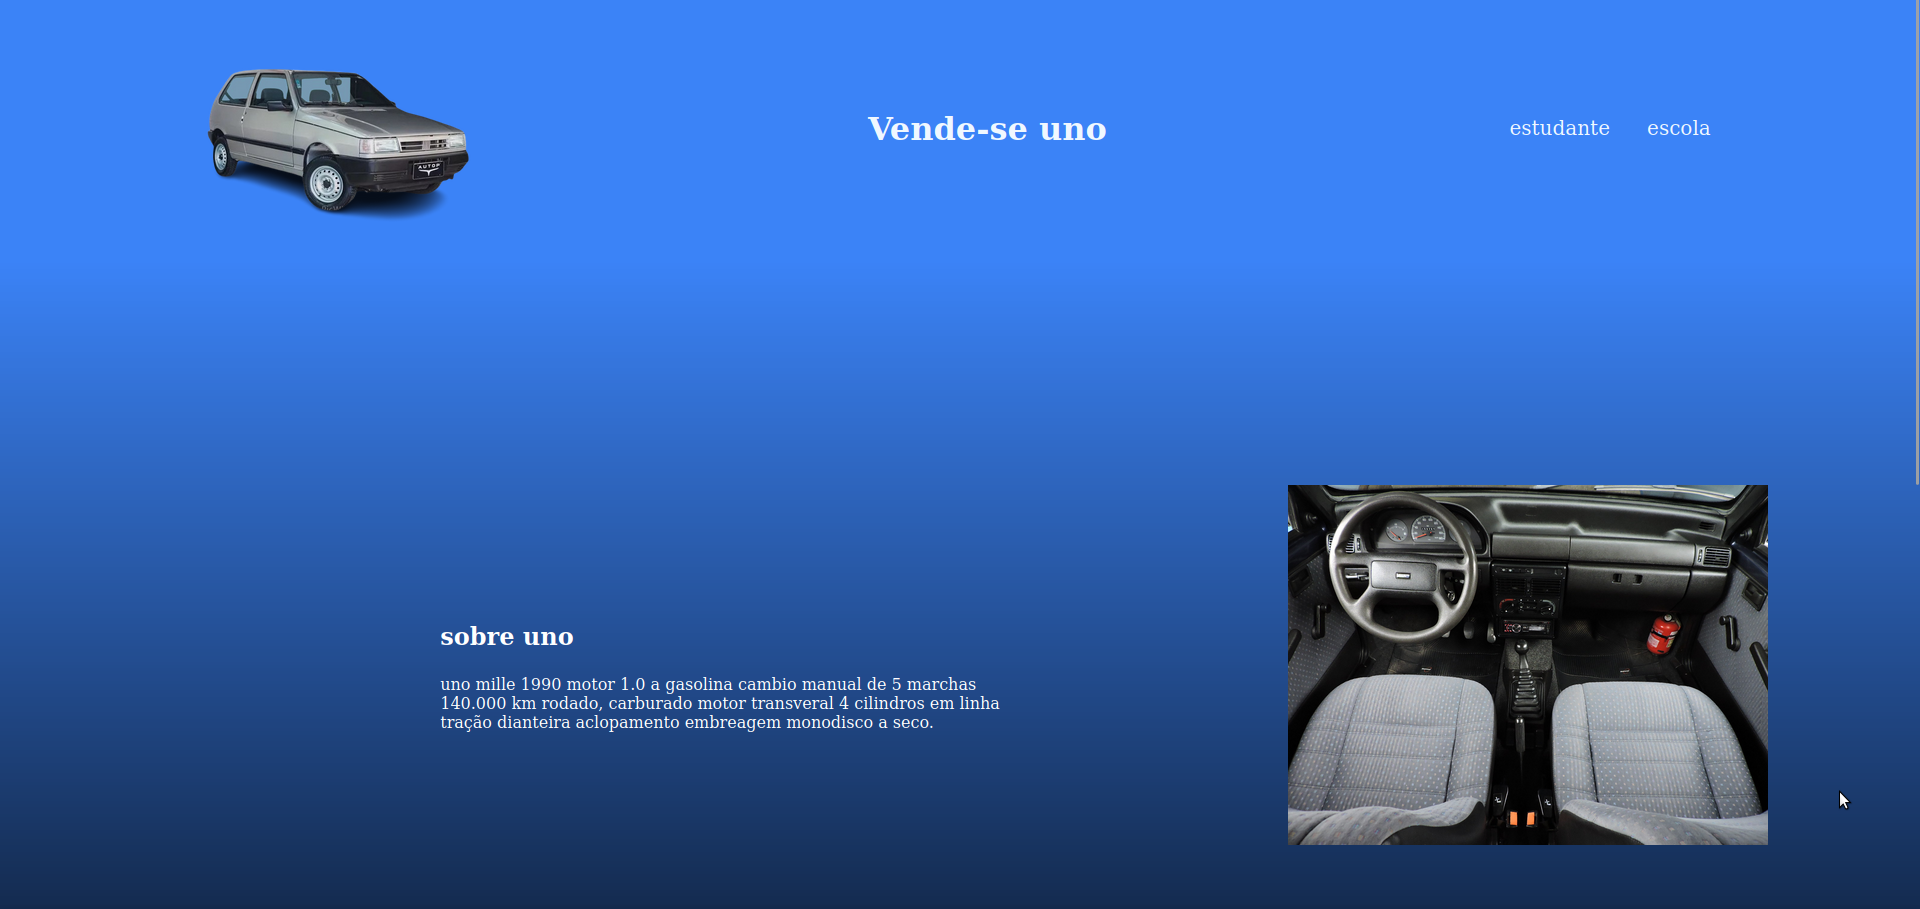 Vende-se uno
estudante escola
AUTOP
sobre uno
uno mille 1990 motor 1.0 a gasolina cambio manual de 5 marchas
140.000 km rodado, carburado motor transveral 4 cilindros em linha
tração dianteira aclopamento embreagem monodisco a seco.